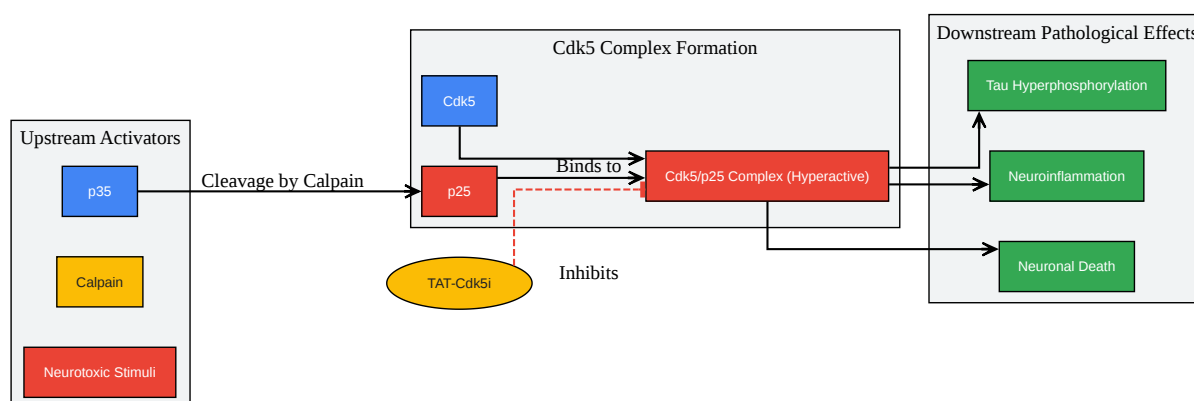 Upstream Activators
p35
Calpain
Neurotoxic Stimuli
Cleavage by Calpain
Cdk5 Complex Formation
Cdk5
p25
Binds to
Cdk5/p25 Complex (Hyperactive)
TAT-Cdk5i
Inhibits
Downstream Pathological Effects
Tau Hyperphosphorylation
Neuroinflammation
Neuronal Death